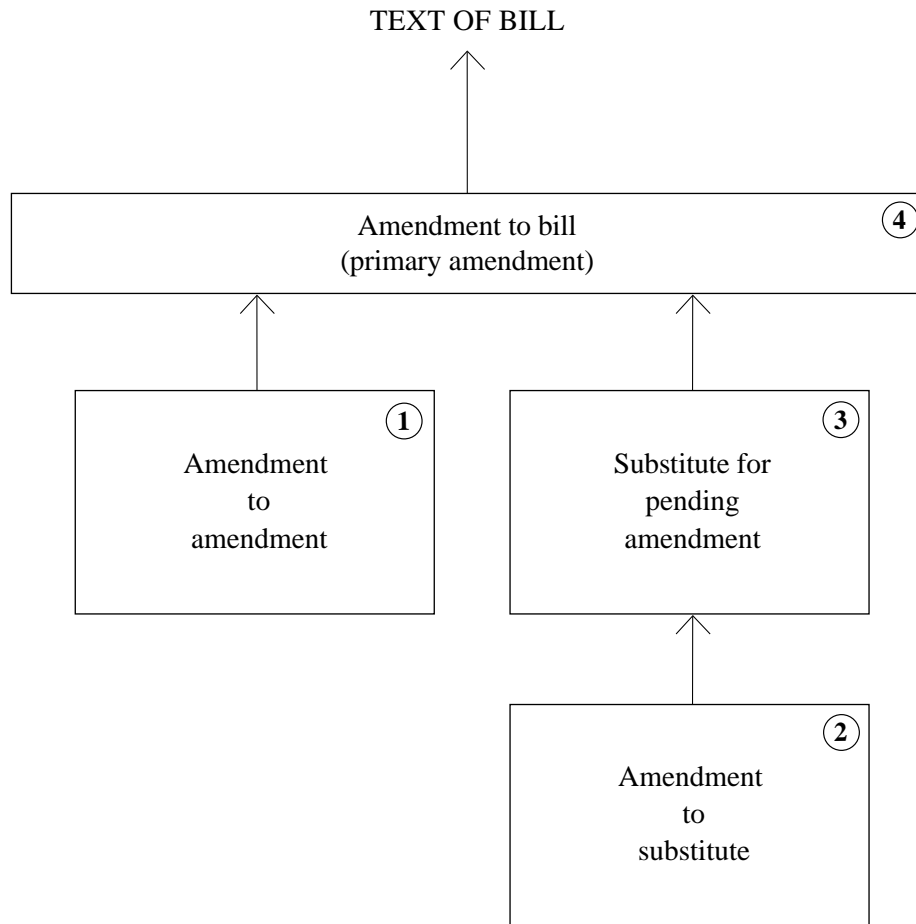 TEXT OF BILL
4
Amendment to bill
(primary amendment)
1
Amendment
to
amendment
3
Substitute for
pending
amendment
2
Amendment
to
substitute